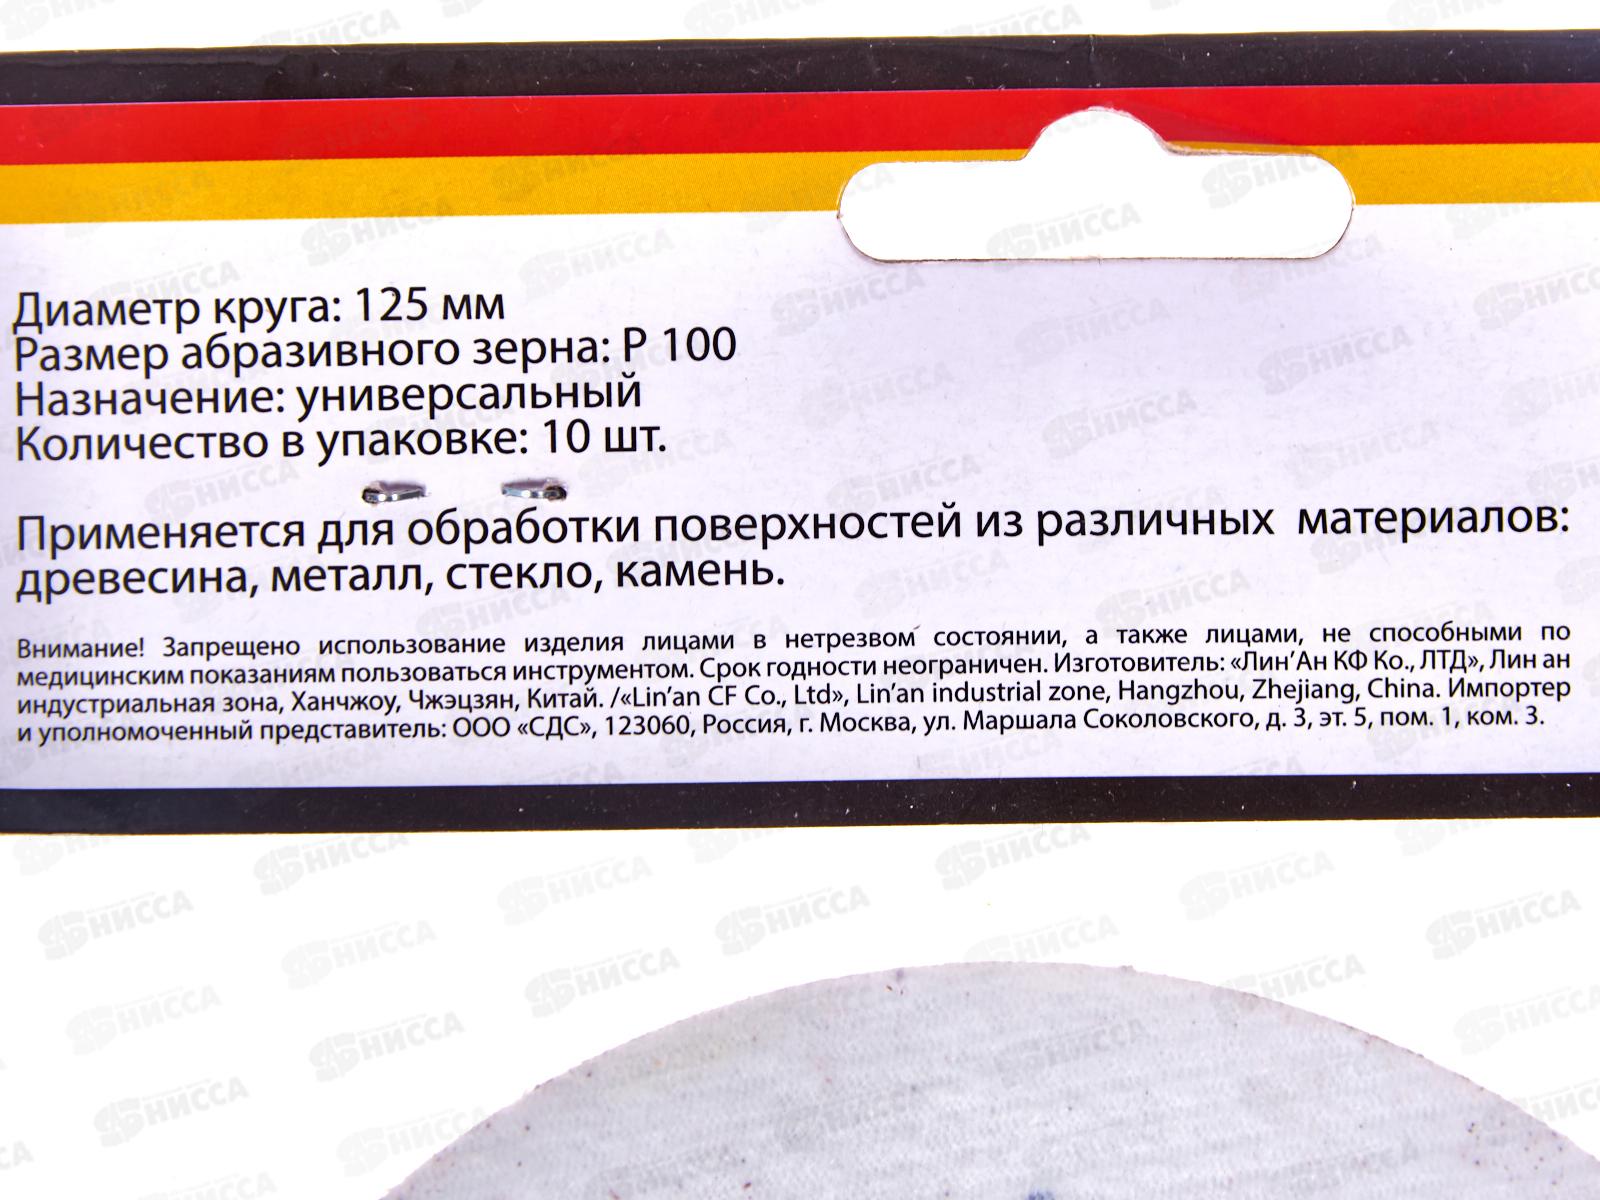 Диаметр круга: 125 мм
Размер абразивного зерна: Р 100
Назначение: универсальный
Количество в упаковке: 10 шт.
Применяется для обработки поверхностей из различных материалов:
древесина, металл, стекло, камень.
Внимание! Запрещено использование изделия лицами в нетрезвом состоянии, а также лицами, не способными по
медицинским показаниям пользоваться инструментом. Срок годности неограничен. Изготовитель: «Лин’Ан КФ Ко., ЛТД», Лин ан
индустриальная зона, Ханчжоу, Чжэцзян, Китай. /«Lin’an CF Co., Ltd», Lin’an industrial zone, Hangzhou, Zhejiang, China. Импортер
и уполномоченный представитель: ООО «СДС», 123060, Россия, г. Москва, ул. Маршала Соколовского, д. 3, эт. 5, пом. 1, ком. 3.